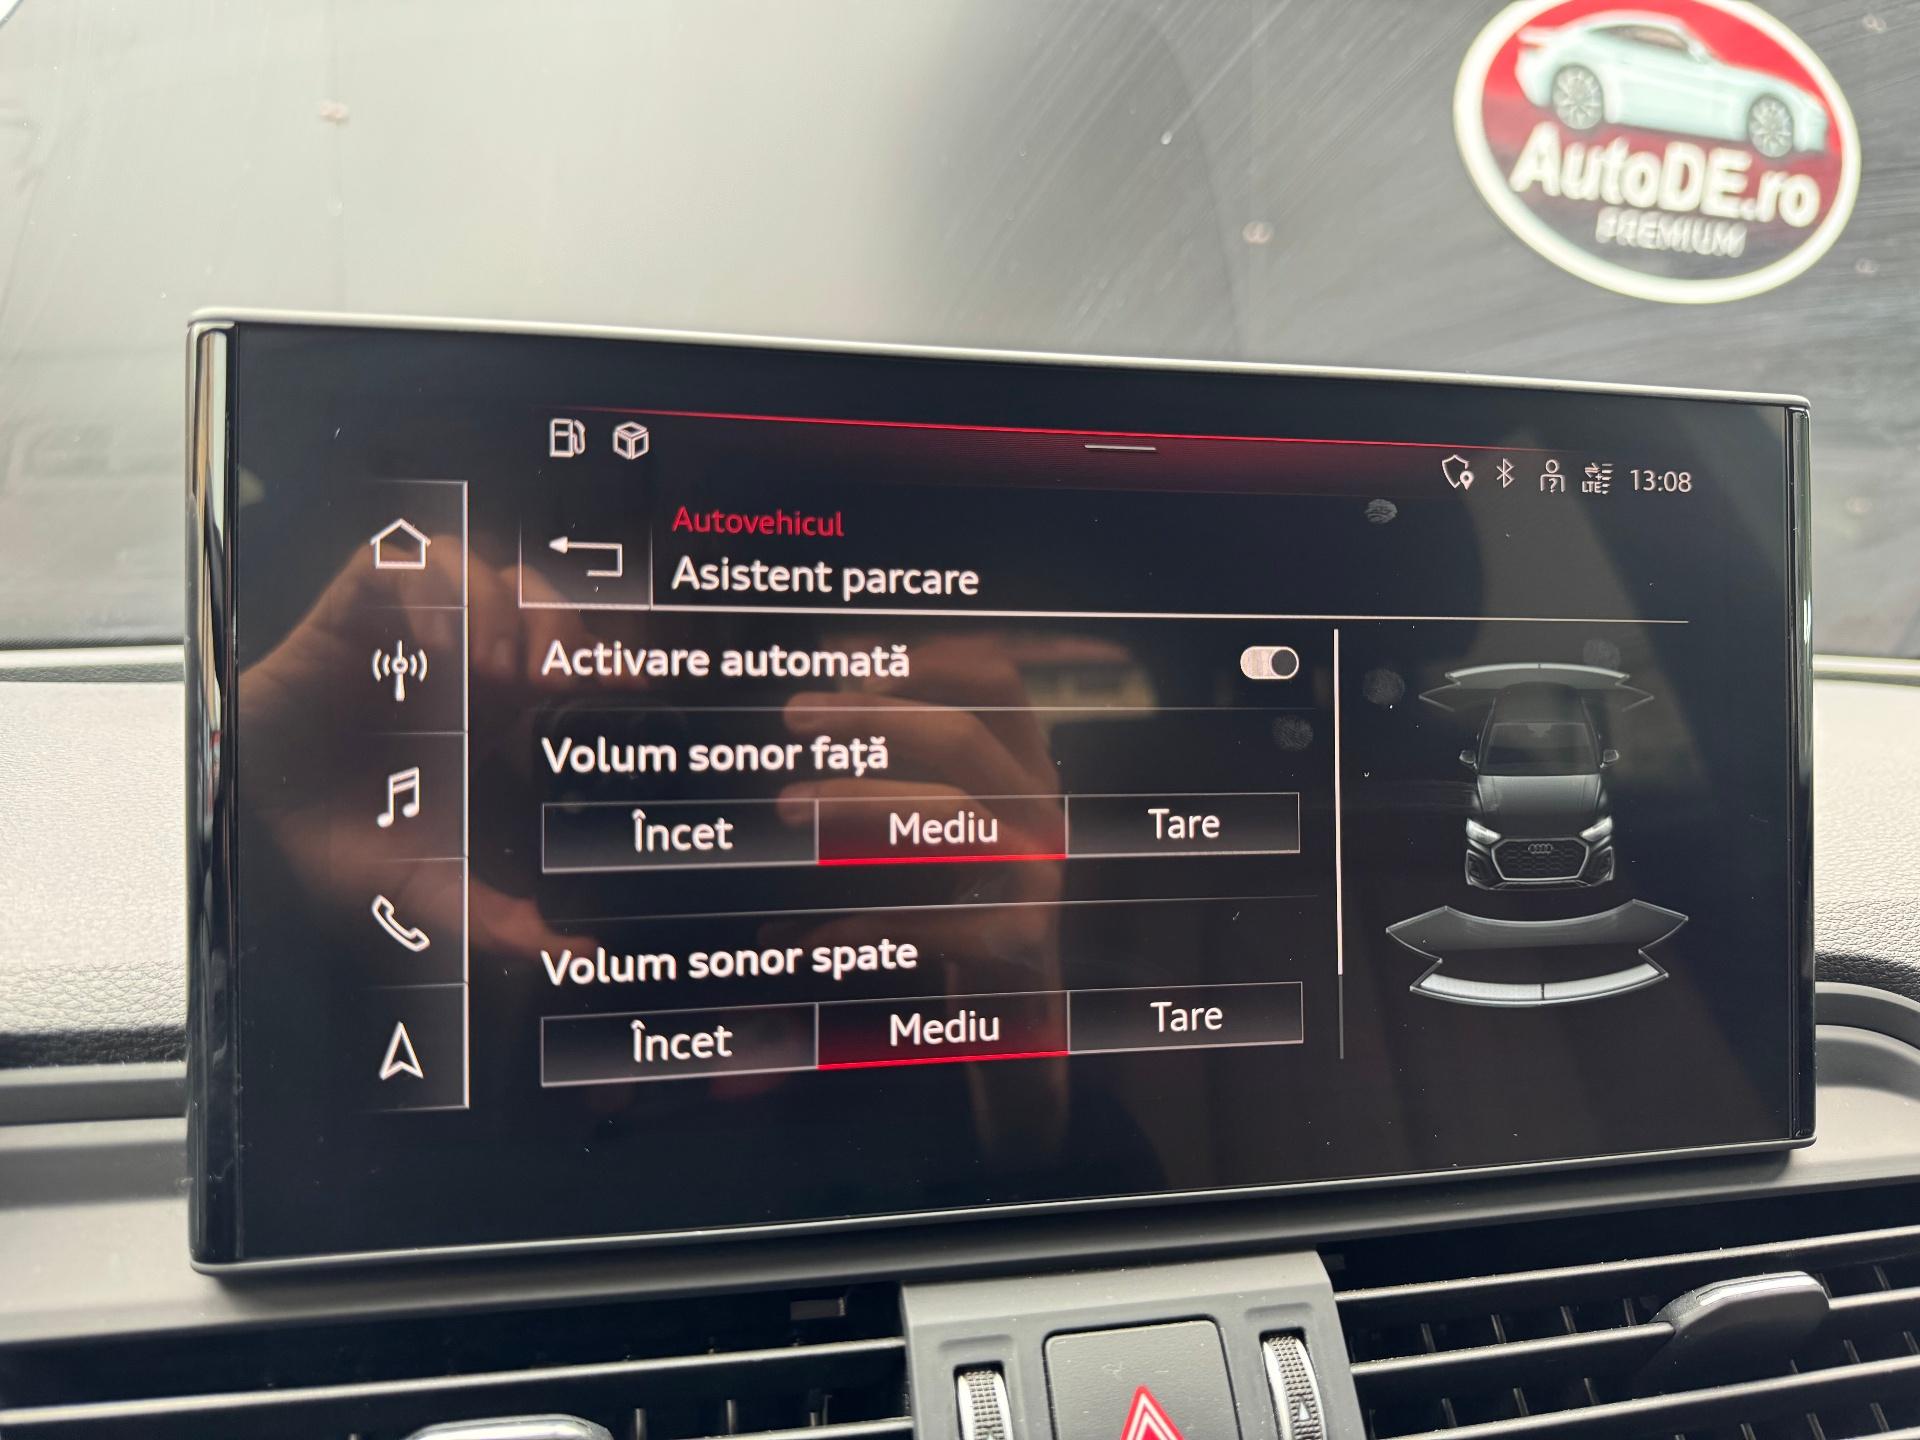 AutoDE.ro
PREMIUM
LTE
13:08
Autovehicul
Asistent parcare
Activare automată
Volum sonor față
Încet
Mediu
Tare
Volum sonor spate
Încet
Mediu
Tare